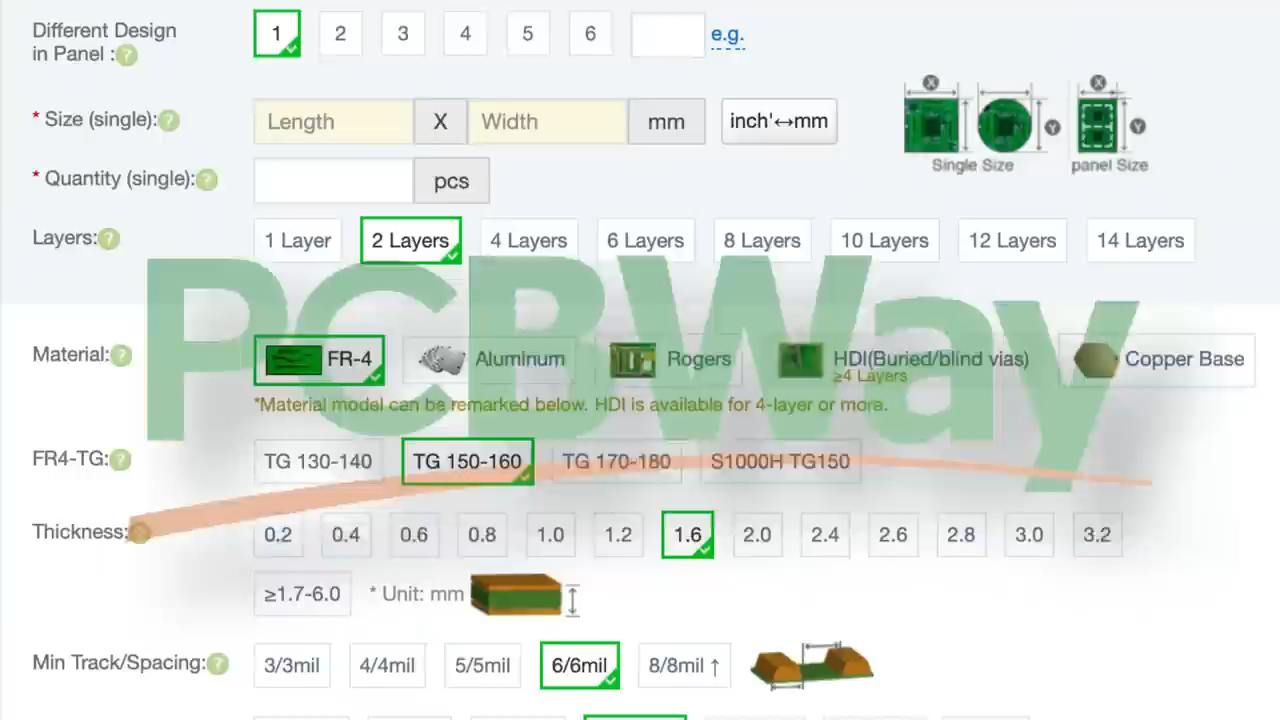 Different Design in Panel : ?
1 2 3 4 5 6 e.g.
* Size (single): ? Length X Width mm inch'↔mm
X X
Y Y
Single Size panel Size
* Quantity (single): ? pcs
Layers: ? 1 Layer 2 Layers 4 Layers 6 Layers 8 Layers 10 Layers 12 Layers 14 Layers
PCBWay
Material: ? FR-4 Aluminum Rogers HDI(Buried/blind vias) Copper Base
≥4 Layers
*Material model can be remarked below. HDI is available for 4-layer or more.
FR4-TG: ? TG 130-140 TG 150-160 TG 170-180 S1000H TG150
Thickness: 0.2 0.4 0.6 0.8 1.0 1.2 1.6 2.0 2.4 2.6 2.8 3.0 3.2
≥1.7-6.0 * Unit: mm
Min Track/Spacing: ? 3/3mil 4/4mil 5/5mil 6/6mil 8/8mil ↑